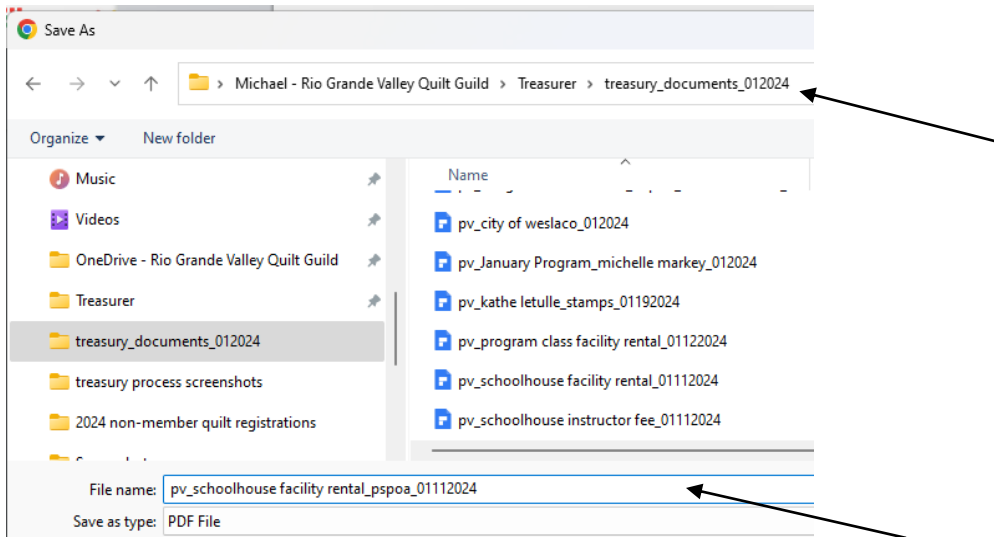 Save As
Michael - Rio Grande Valley Quilt Guild > Treasurer > treasury_documents_012024
Organize
New folder
Music
Videos
OneDrive - Rio Grande Valley Quilt Guild
Treasurer
treasury_documents_012024
treasury process screenshots
2024 non-member quilt registrations
Name
pv_city of weslaco_012024
pv_January Program_michelle markey_012024
pv_kathe letulle_stamps_01192024
pv_program class facility rental_01122024
pv_schoolhouse facility rental_01112024
pv_schoolhouse instructor fee_01112024
File name: pv_schoolhouse facility rental_pspoa_01112024
Save as type: PDF File